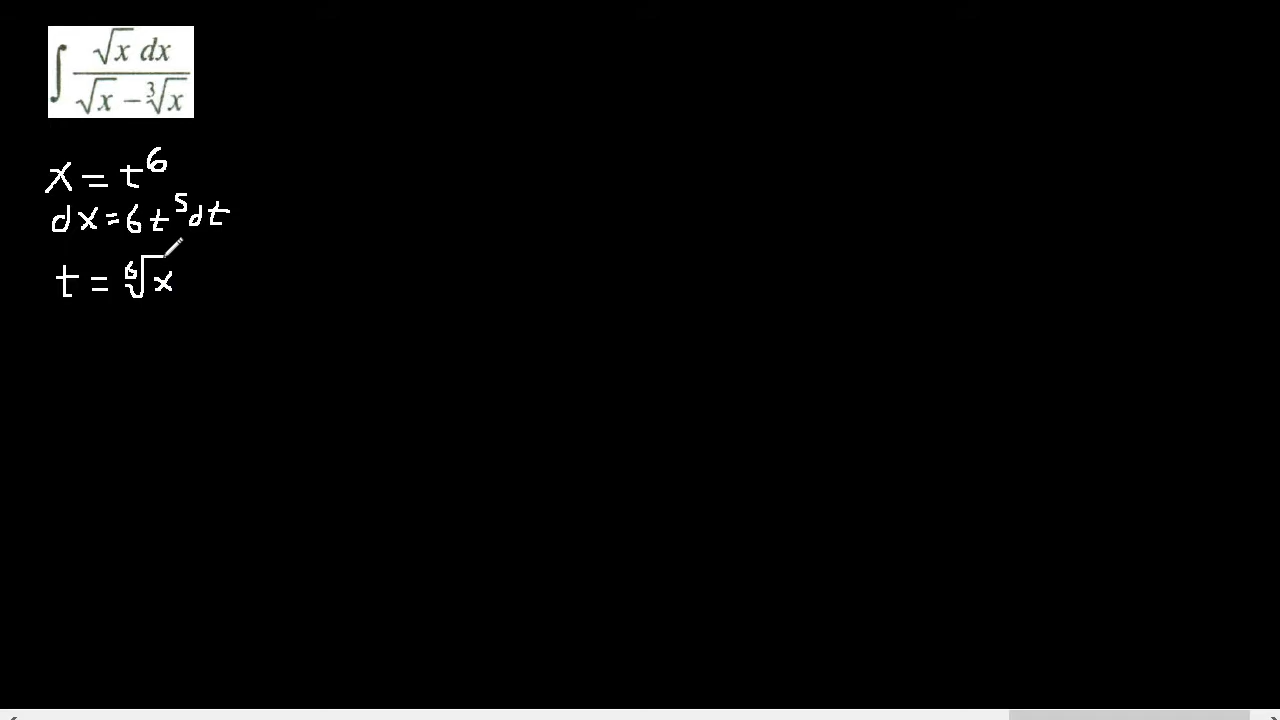 ∫ √x dx / (√x − ∛x)
x = t⁶
dx = 6t⁵dt
t = ⁶√x